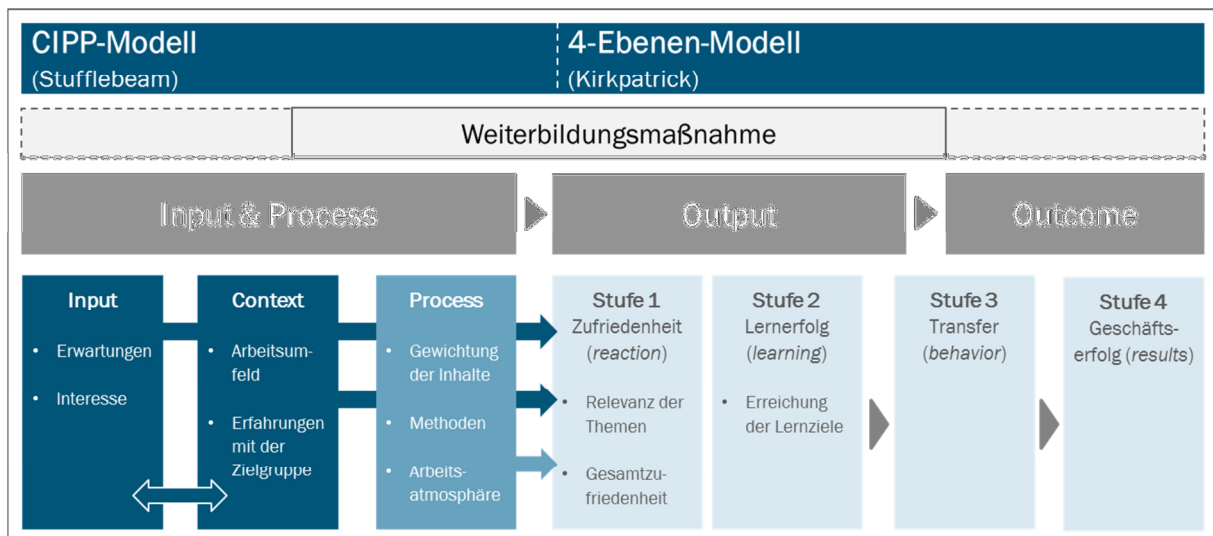 CIPP-Modell
(Stufflebeam)
4-Ebenen-Modell
(Kirkpatrick)
Weiterbildungsmaßnahme
Input & Process
Output
Outcome
Input
• Erwartungen
• Interesse
Context
• Arbeitsum-
feld
• Erfahrungen
mit der
Zielgruppe
Process
• Gewichtung
der Inhalte
• Methoden
• Arbeits-
atmosphäre
Stufe 1
Zufriedenheit
(reaction)
• Relevanz der
Themen
• Gesamtzu-
friedenheit
Stufe 2
Lernerfolg
(learning)
• Erreichung
der Lernziele
Stufe 3
Transfer
(behavior)
Stufe 4
Geschäfts-
erfolg (results)